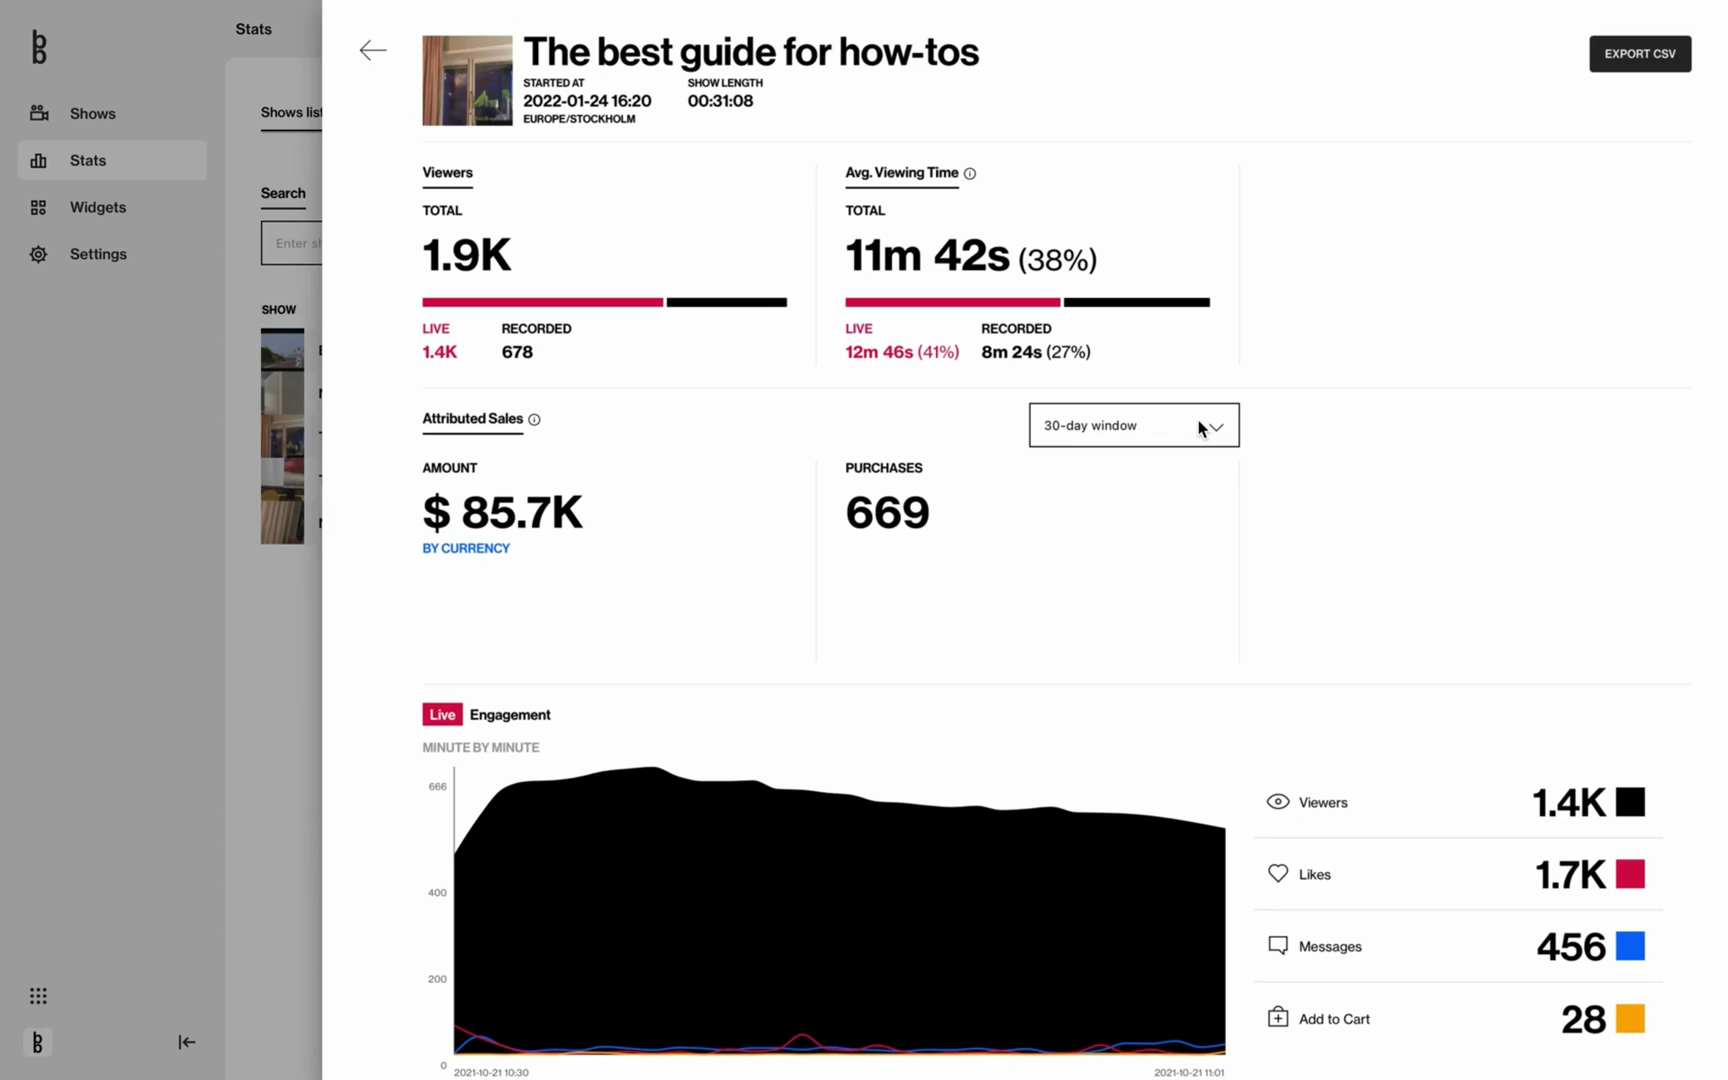 b
b
Stats
Shows
Stats
Widgets
Settings
Shows list
Search
Enter sh
SHOW
The best guide for how-tos
STARTED AT
SHOW LENGTH
2022-01-24 16:20
00:31:08
EUROPE/STOCKHOLM
EXPORT CSV
Viewers
TOTAL
1.9K
LIVE
RECORDED
1.4K
678
Avg. Viewing Time
TOTAL
11m 42s (38%)
LIVE
RECORDED
12m 46s (41%)
8m 24s (27%)
Attributed Sales
30-day window
AMOUNT
$ 85.7K
BY CURRENCY
PURCHASES
669
Live Engagement
MINUTE BY MINUTE
666
400
200
0
2021-10-21 10:30
2021-10-21 11:01
Viewers 1.4K
Likes 1.7K
Messages 456
Add to Cart 28
b